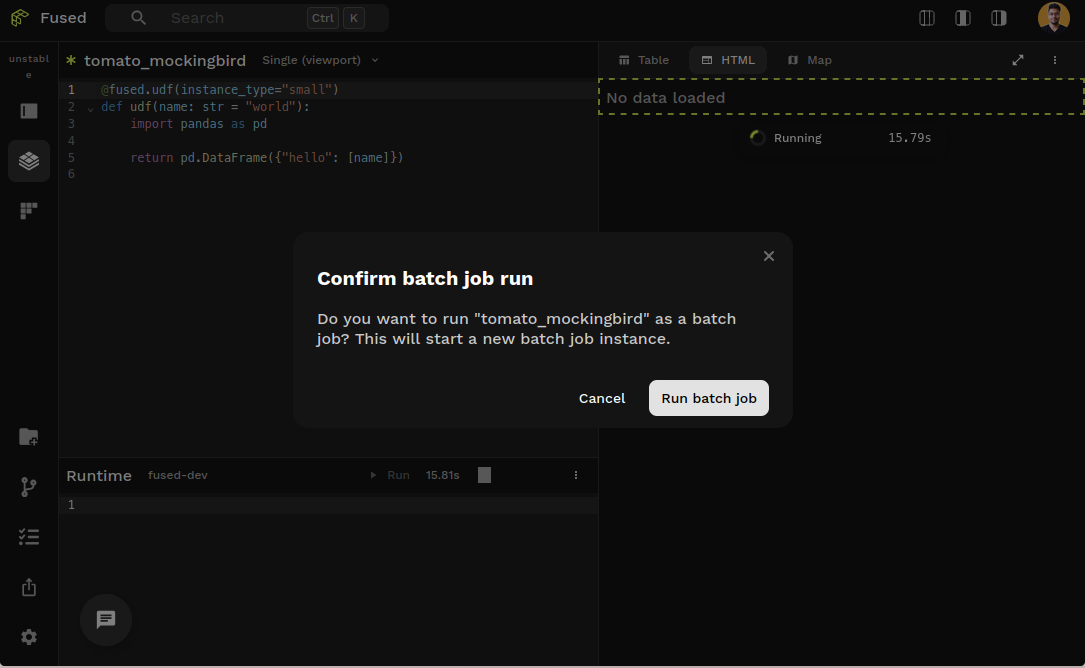 Fused
Search
Ctrl K
unstabl
e
* tomato_mockingbird Single (viewport)
Table HTML Map
1 @fused.udf(instance_type="small")
2 def udf(name: str = "world"):
3 import pandas as pd
4
5 return pd.DataFrame({"hello": [name]})
6
No data loaded
Running 15.79s
Confirm batch job run
Do you want to run "tomato_mockingbird" as a batch
job? This will start a new batch job instance.
Cancel Run batch job
Runtime fused-dev Run 15.81s
1